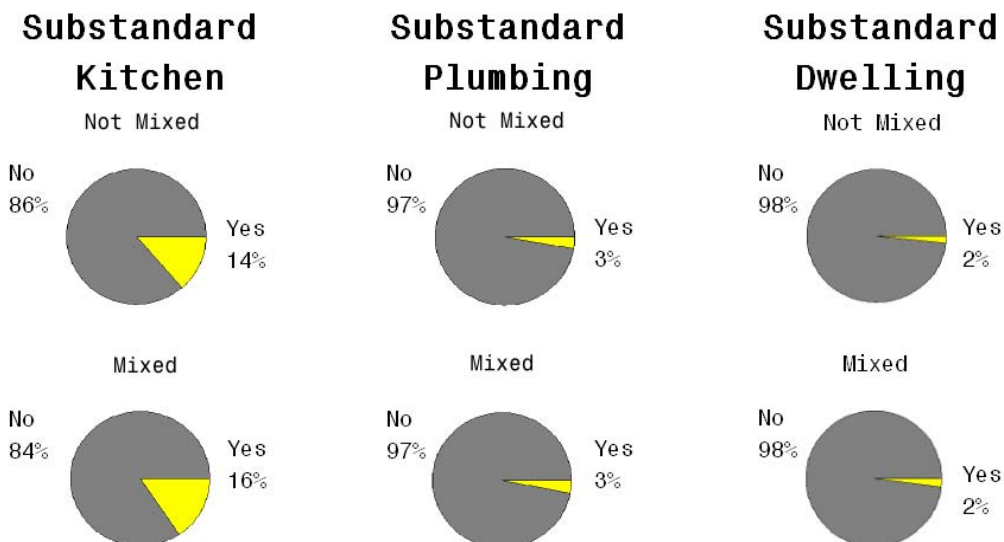 Substandard
Kitchen
Not Mixed
No
86%
Yes
14%
Mixed
No
84%
Yes
16%
Substandard
Plumbing
Not Mixed
No
97%
Yes
3%
Mixed
No
97%
Yes
3%
Substandard
Dwelling
Not Mixed
No
98%
Yes
2%
Mixed
No
98%
Yes
2%